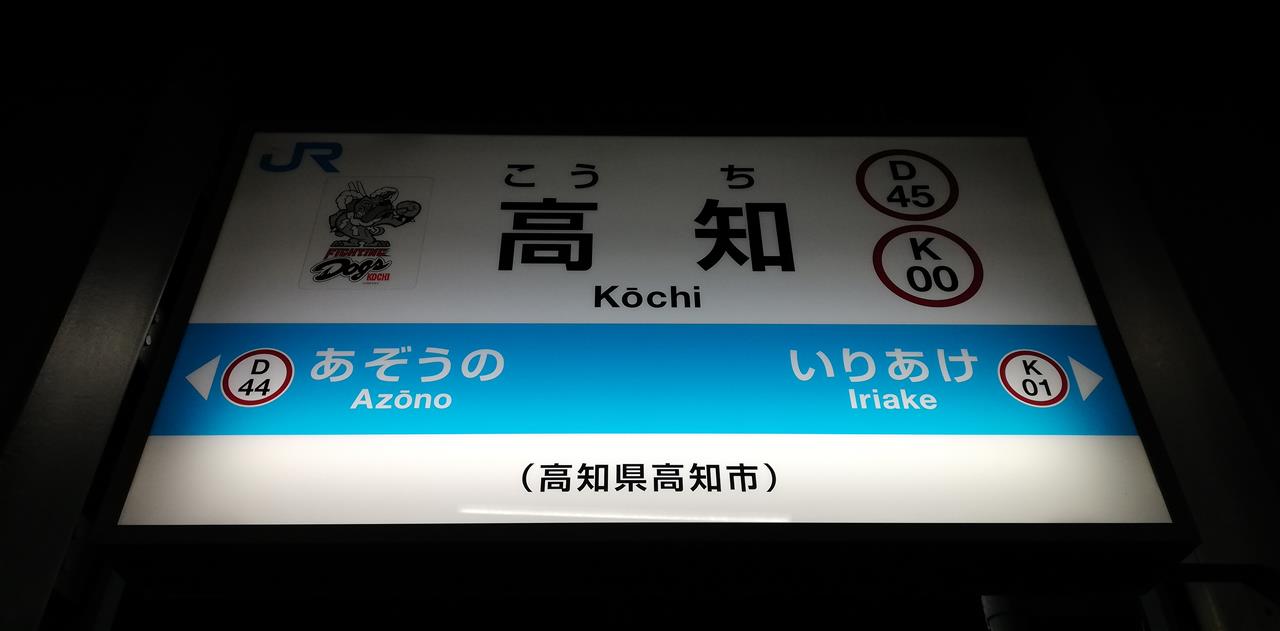 JR
こうち
高知
Kōchi
D
45
K
00
FIGHTING
Dogs
KOCHI
D
44
あぞうの
Azōno
いりあけ
Iriake
K
01
(高知県高知市)